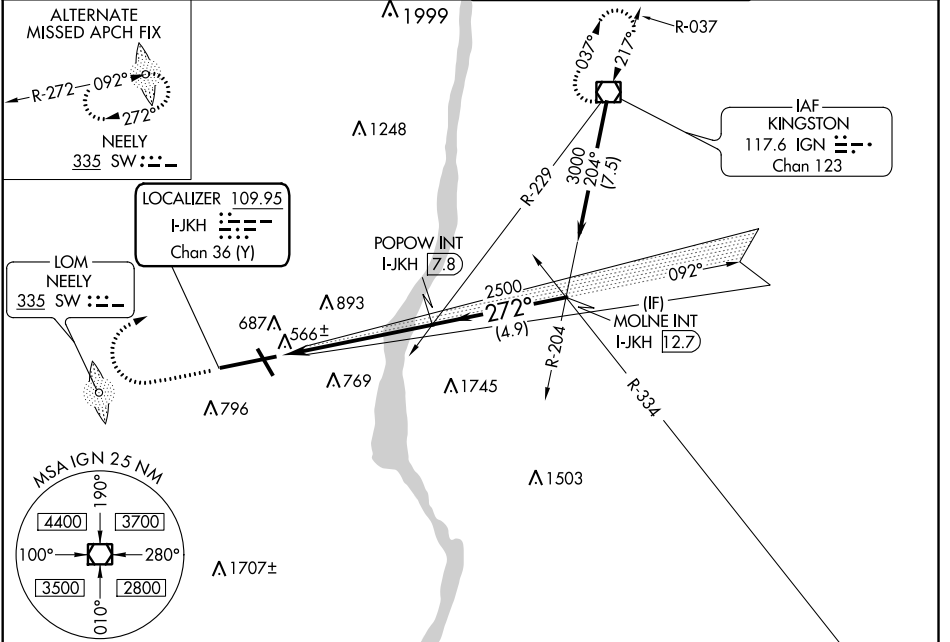 ALTERNATE
MISSED APCH FIX
R-272
092°
272°
NEELY
335 SW
1999
R-037
037°
217°
IAF
KINGSTON
117.6 IGN
Chan 123
1248
3000
204°
(7.5)
R-229
LOCALIZER 109.95
I-JKH
Chan 36 (Y)
POPOW INT
I-JKH 7.8
LOM
NEELY
335 SW
092°
2500
272°
(4.9)
(IF)
MOLNE INT
I-JKH 12.7
893
687
566±
R-204
769
1745
R-334
796
1503
MSA IGN 25 NM
190°
4400
3700
100°
280°
3500
2800
010°
1707±